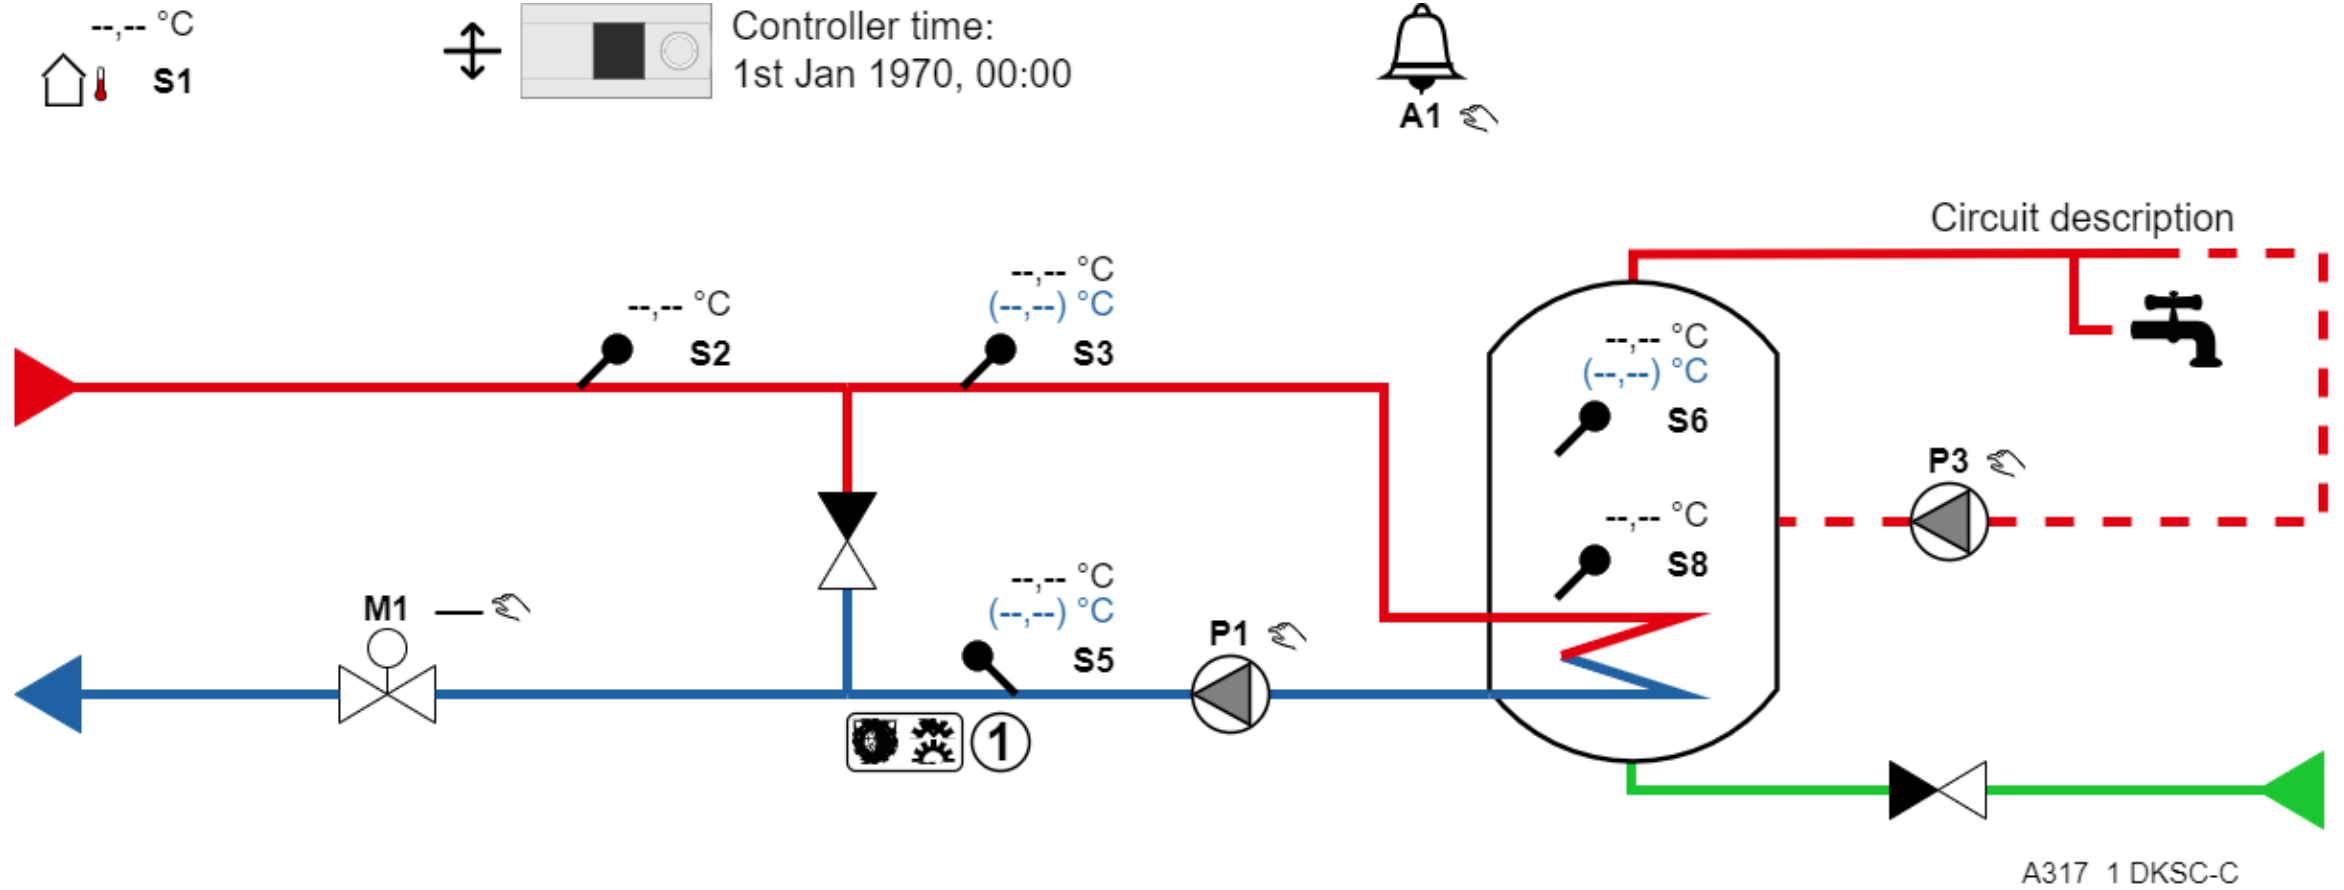 --,-- °C
S1
Controller time:
1st Jan 1970, 00:00
A1
Circuit description
--,-- °C
S2
--,-- °C
(--,--) °C
S3
--,-- °C
(--,--) °C
S6
P3
--,-- °C
S8
M1
--,-- °C
(--,--) °C
S5
P1
1
A317 1 DKSC-C